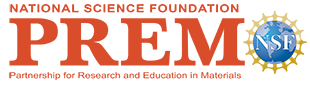 NATIONAL SCIENCE FOUNDATION
PREM
NSF
Partnership for Research and Education in Materials